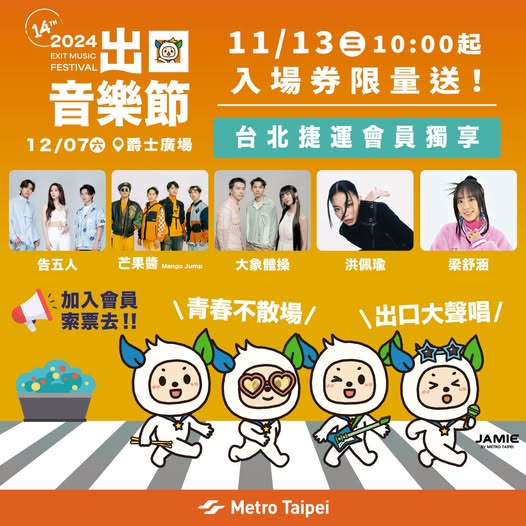 14TH
2024
EXIT MUSIC
FESTIVAL
出口
音樂節
12/07㊅ 爵士廣場
11/13㊂10:00起
入場券限量送!
台北捷運會員獨享
告五人
芒果醬 Mango Jump
大象體操
洪佩瑜
梁舒涵
加入會員
索票去!!
\青春不散場/
\出口大聲唱/
JAMIE
BY METRO TAIPEI
Metro Taipei